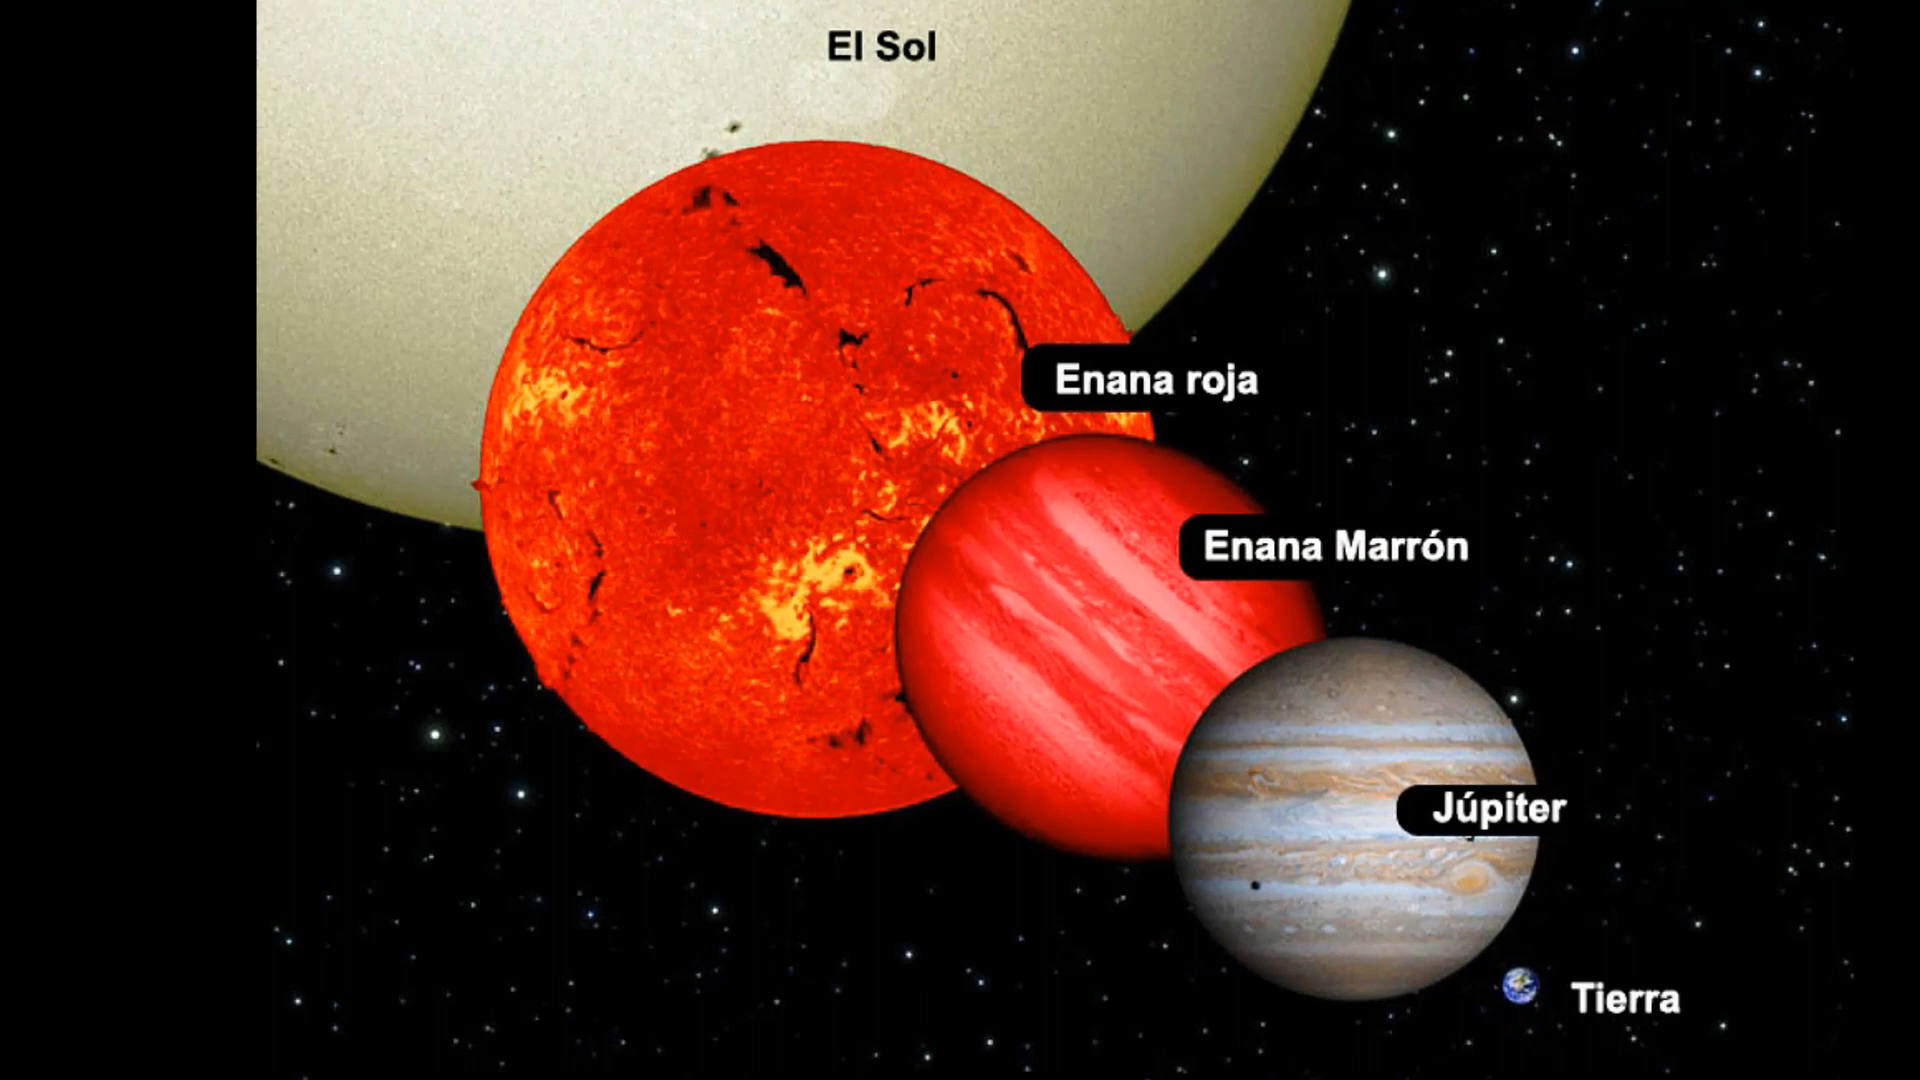 El Sol
Enana roja
Enana Marrón
Júpiter
Tierra